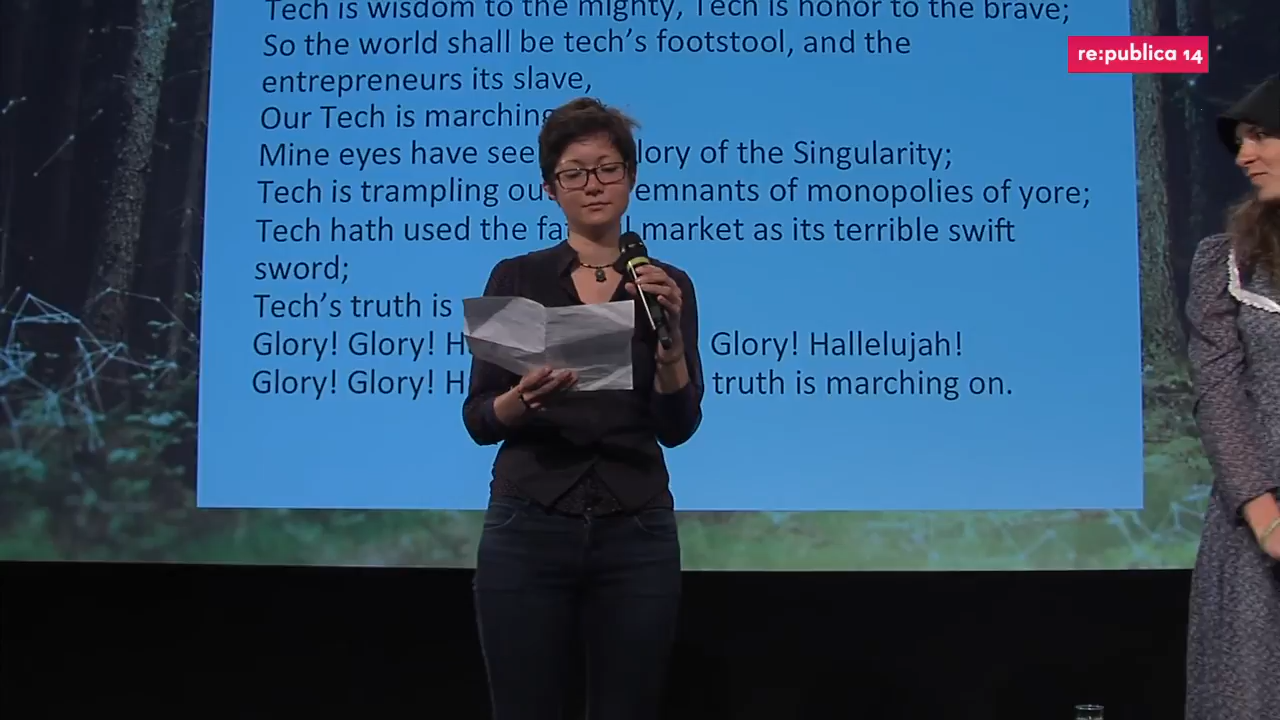 Tech is wisdom to the mighty, Tech is honor to the brave;
So the world shall be tech's footstool, and the
entrepreneurs its slave,
Our Tech is marching
Mine eyes have see lory of the Singularity;
Tech is trampling ou emnants of monopolies of yore;
Tech hath used the fa l market as its terrible swift
sword;
Tech's truth is
Glory! Glory! H Glory! Hallelujah!
Glory! Glory! H truth is marching on.
re:publica 14